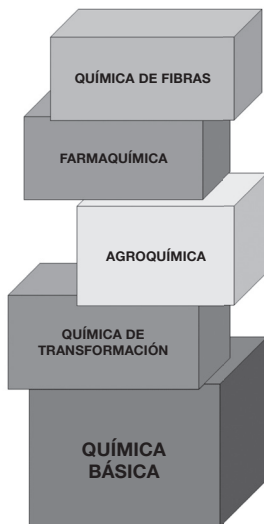 QUÍMICA DE FIBRAS
FARMAQUÍMICA
AGROQUÍMICA
QUÍMICA DE
TRANSFORMACIÓN
QUÍMICA
BÁSICA